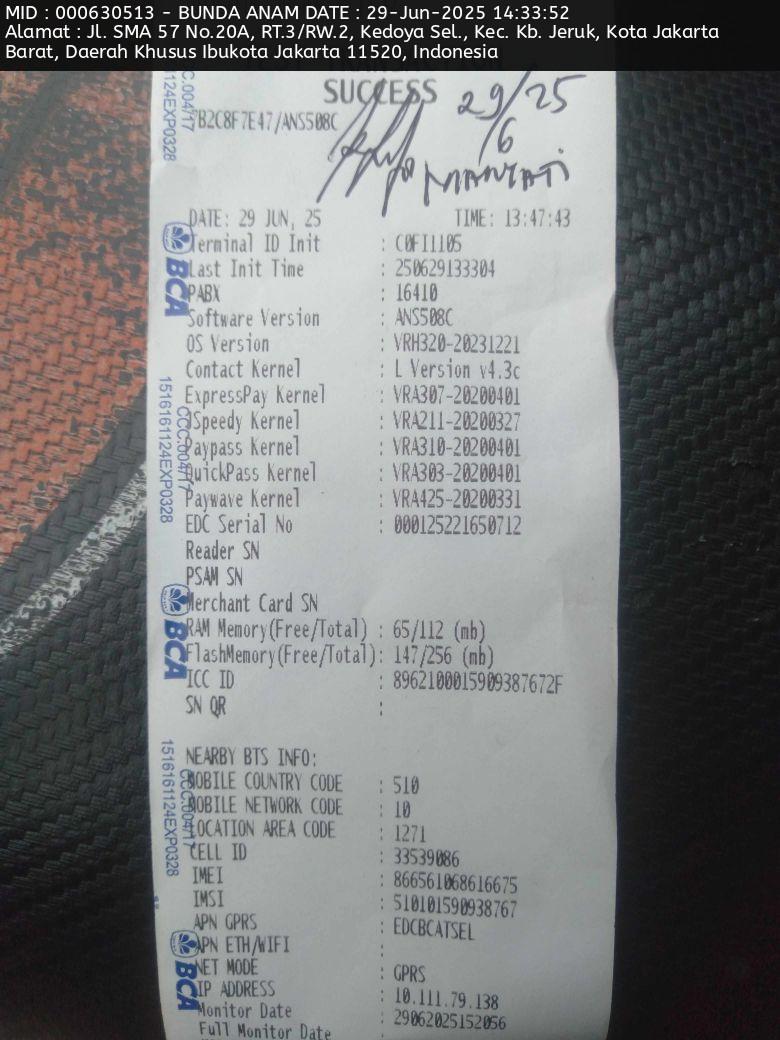 MID : 000630513 - BUNDA ANAM DATE : 29-Jun-2025 14:33:52
Alamat : Jl. SMA 57 No.20A, RT.3/RW.2, Kedoya Sel., Kec. Kb. Jeruk, Kota Jakarta
Barat, Daerah Khusus Ibukota Jakarta 11520, Indonesia
SUCCESS
29/6 25
7B2C8F7E47/ANS508C
DATE: 29 JUN, 25 TIME: 13:47:43
Terminal ID Init : C0FI1105
Last Init Time : 250629133304
PABX : 16410
Software Version : ANS508C
OS Version : VRH320-20231221
Contact Kernel : L Version v4.3c
ExpressPay Kernel : VRA307-20200401
JSpeedy Kernel : VRA211-20200327
Paypass Kernel : VRA310-20200401
QuickPass Kernel : VRA303-20200401
Paywave Kernel : VRA425-20200331
EDC Serial No : 000125221650712
Reader SN
PSAM SN
Merchant Card SN
RAM Memory(Free/Total) : 65/112 (mb)
FlashMemory(Free/Total): 147/256 (mb)
ICC ID : 8962100015909387672F
SN QR :
NEARBY BTS INFO:
MOBILE COUNTRY CODE : 510
MOBILE NETWORK CODE : 10
LOCATION AREA CODE : 1271
CELL ID : 33539086
IMEI : 866561068616675
IMSI : 510101590938767
APN GPRS : EDCBCATSEL
APN ETH/WIFI :
NET MODE : GPRS
IP ADDRESS : 10.111.79.138
Monitor Date : 29062025152056
Full Monitor Date
BCA
1516161124EXP0328
CCC.004/17
BCA
1516161124EXP0328
CCC.004/17
BCA